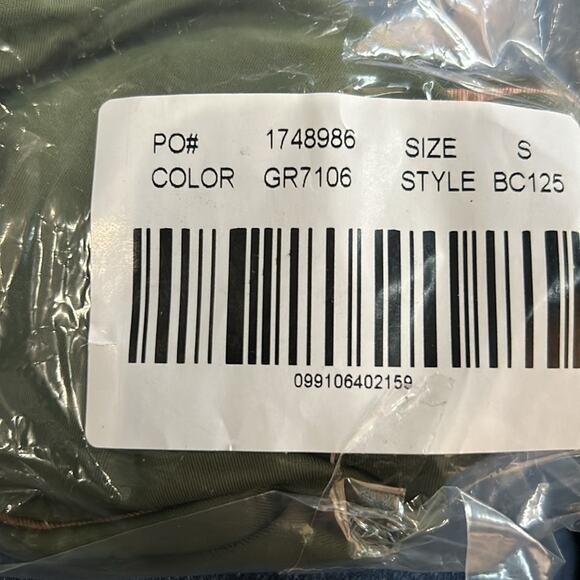 PO# 1748986 SIZE S
COLOR GR7106 STYLE BC125
099106402159